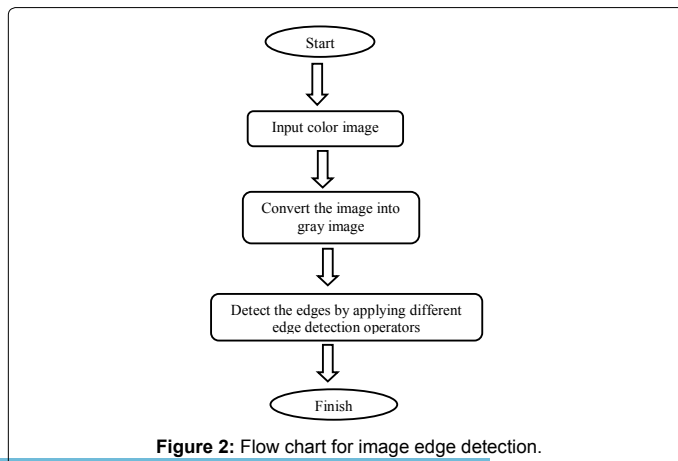 Start
Input color image
Convert the image into
gray image
Detect the edges by applying different
edge detection operators
Finish
Figure 2: Flow chart for image edge detection.